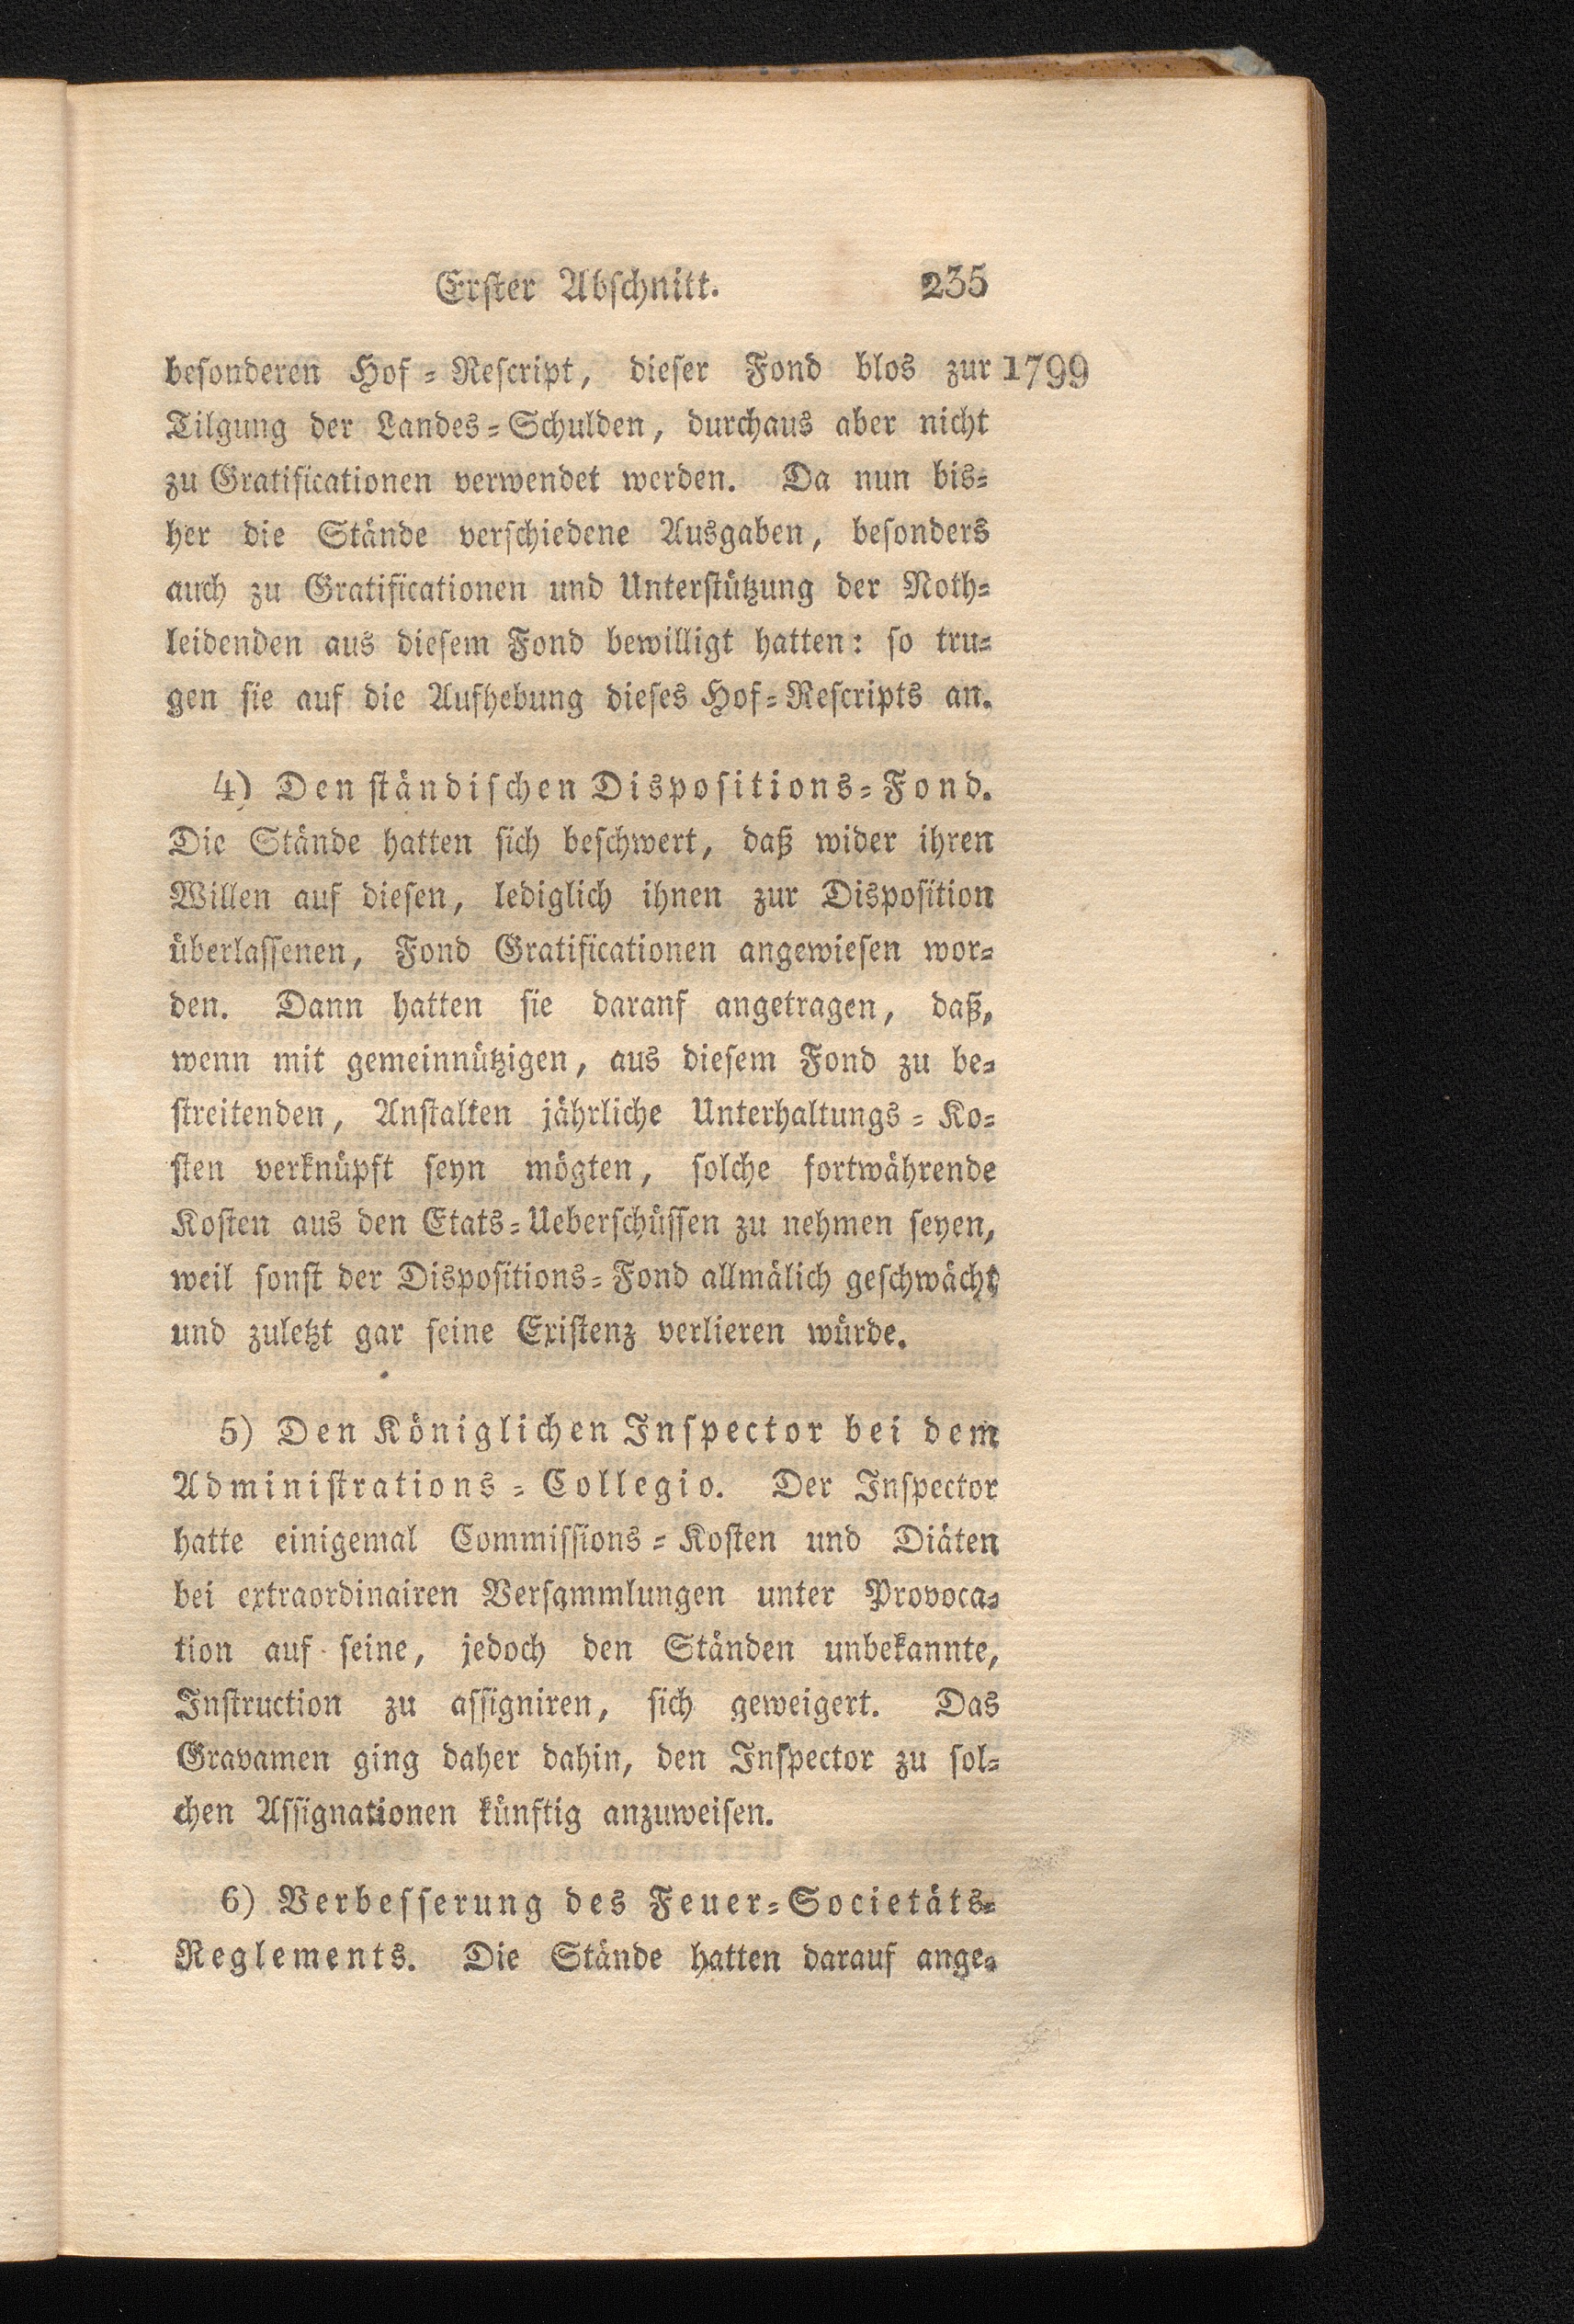 Erster Abschnitt. 235
besonderen Hof-Rescript, dieser Fond blos zur 1799
Tilgung der Landes-Schulden, durchaus aber nicht
zu Gratificationen verwendet werden. Da nun bis-
her die Stände verschiedene Ausgaben, besonders
auch zu Gratificationen und Unterstützung der Noth-
leidenden aus diesem Fond bewilligt hatten: so tru-
gen sie auf die Aufhebung dieses Hof-Rescripts an.
4) Den ständischen Dispositions-Fond.
Die Stände hatten sich beschwert, daß wider ihren
Willen auf diesen, lediglich ihnen zur Disposition
überlassenen, Fond Gratificationen angewiesen wor-
den. Dann hatten sie daranf angetragen, daß,
wenn mit gemeinnützigen, aus diesem Fond zu be-
streitenden, Anstalten jährliche Unterhaltungs-Ko-
sten verknüpft seyn mögten, solche fortwährende
Kosten aus den Etats-Ueberschüssen zu nehmen seyen,
weil sonst der Dispositions-Fond allmälich geschwächt
und zuletzt gar seine Existenz verlieren würde.
5) Den Königlichen Inspector bei dem
Administrations-Collegio. Der Inspector
hatte einigemal Commissions-Kosten und Diäten
bei extraordinairen Versammlungen unter Provoca-
tion auf seine, jedoch den Ständen unbekannte,
Instruction zu assigniren, sich geweigert. Das
Gravamen ging daher dahin, den Inspector zu sol-
chen Assignationen künftig anzuweisen.
6) Verbesserung des Feuer-Societäts-
Reglements. Die Stände hatten darauf ange-